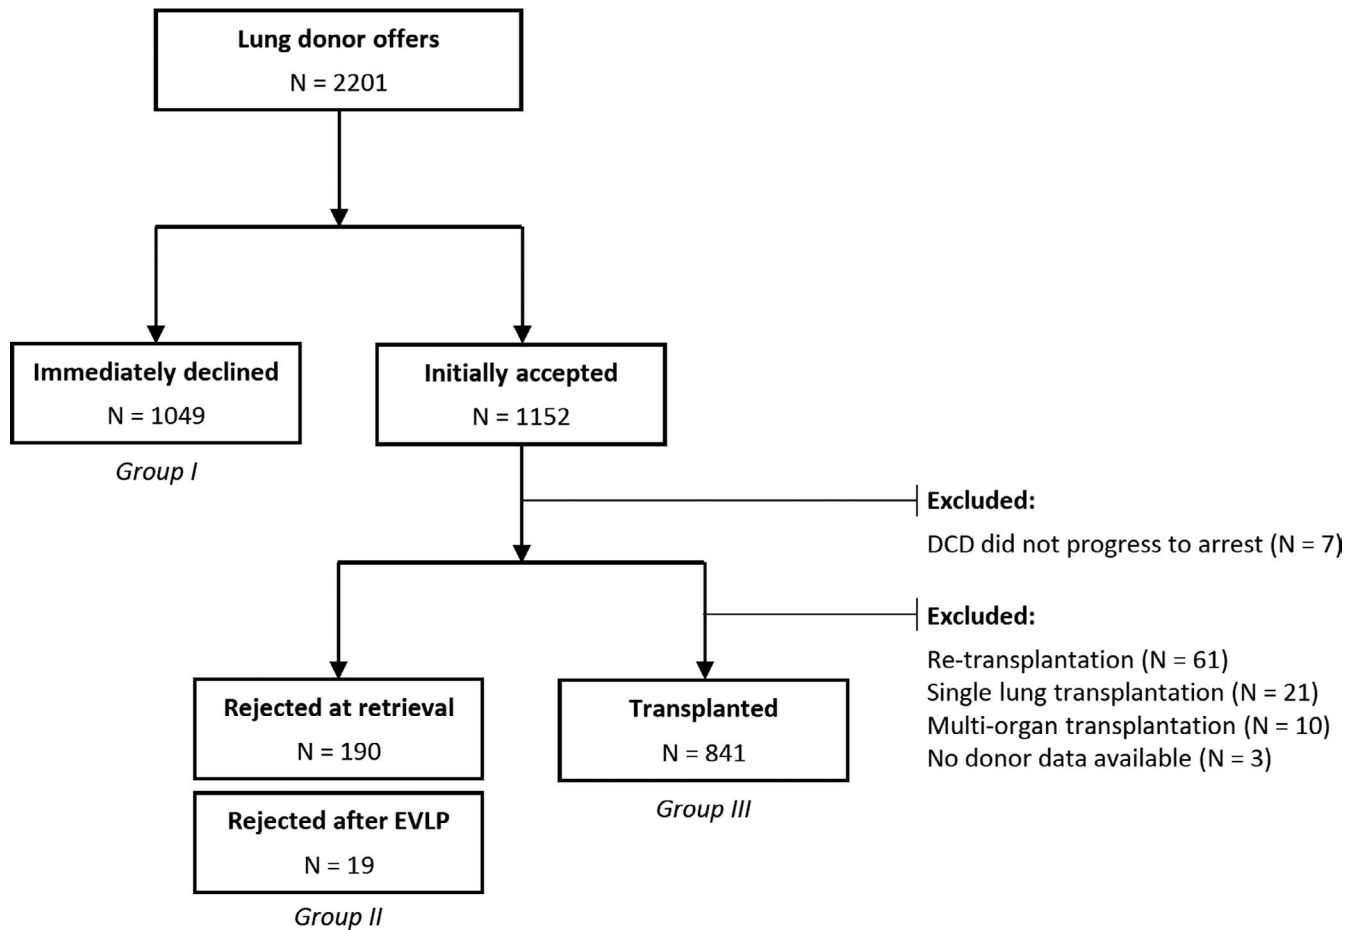 Lung donor offers
N = 2201
Immediately declined
N = 1049
Group I
Initially accepted
N = 1152
Excluded:
DCD did not progress to arrest (N = 7)
Excluded:
Re-transplantation (N = 61)
Single lung transplantation (N = 21)
Multi-organ transplantation (N = 10)
No donor data available (N = 3)
Rejected at retrieval
N = 190
Rejected after EVLP
N = 19
Group II
Transplanted
N = 841
Group III